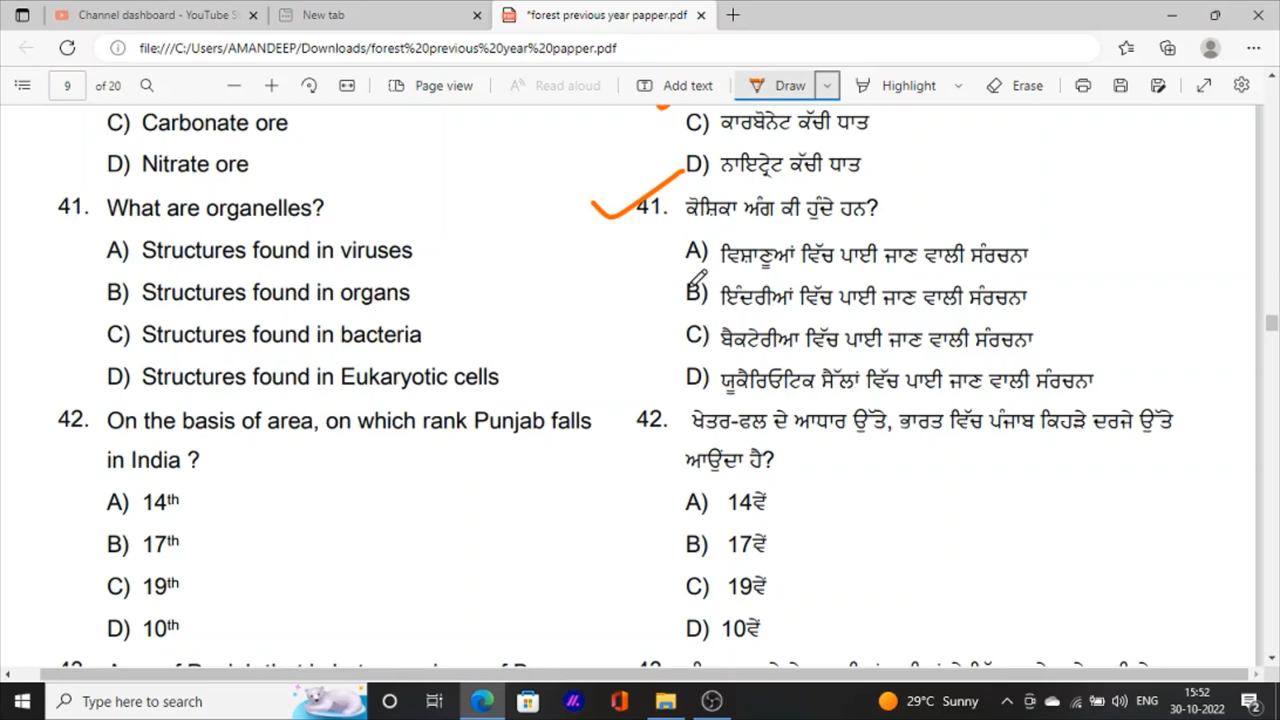 Channel dashboard - YouTube S
New tab
*forest previous year papper.pdf
file:///C:/Users/AMANDEEP/Downloads/forest%20previous%20year%20papper.pdf
9 of 20
Page view
Read aloud
Add text
Draw
Highlight
Erase
C) Carbonate ore
D) Nitrate ore
41. What are organelles?
A) Structures found in viruses
B) Structures found in organs
C) Structures found in bacteria
D) Structures found in Eukaryotic cells
42. On the basis of area, on which rank Punjab falls
in India ?
A) 14th
B) 17th
C) 19th
D) 10th
C) ਕਾਰਬੋਨੇਟ ਕੱਚੀ ਧਾਤ
D) ਨਾਇਟ੍ਰੇਟ ਕੱਚੀ ਧਾਤ
41. ਕੋਸ਼ਿਕਾ ਅੰਗ ਕੀ ਹੁੰਦੇ ਹਨ?
A) ਵਿਸ਼ਾਣੂਆਂ ਵਿੱਚ ਪਾਈ ਜਾਣ ਵਾਲੀ ਸੰਰਚਨਾ
B) ਇੰਦਰੀਆਂ ਵਿੱਚ ਪਾਈ ਜਾਣ ਵਾਲੀ ਸੰਰਚਨਾ
C) ਬੈਕਟੇਰੀਆ ਵਿੱਚ ਪਾਈ ਜਾਣ ਵਾਲੀ ਸੰਰਚਨਾ
D) ਯੂਕੈਰਿਓਟਿਕ ਸੈੱਲਾਂ ਵਿੱਚ ਪਾਈ ਜਾਣ ਵਾਲੀ ਸੰਰਚਨਾ
42. ਖੇਤਰ-ਫਲ ਦੇ ਆਧਾਰ ਉੱਤੇ, ਭਾਰਤ ਵਿੱਚ ਪੰਜਾਬ ਕਿਹੜੇ ਦਰਜੇ ਉੱਤੇ
ਆਉਂਦਾ ਹੈ?
A) 14ਵੇਂ
B) 17ਵੇਂ
C) 19ਵੇਂ
D) 10ਵੇਂ
Type here to search
29°C Sunny
ENG
15:52
30-10-2022
2